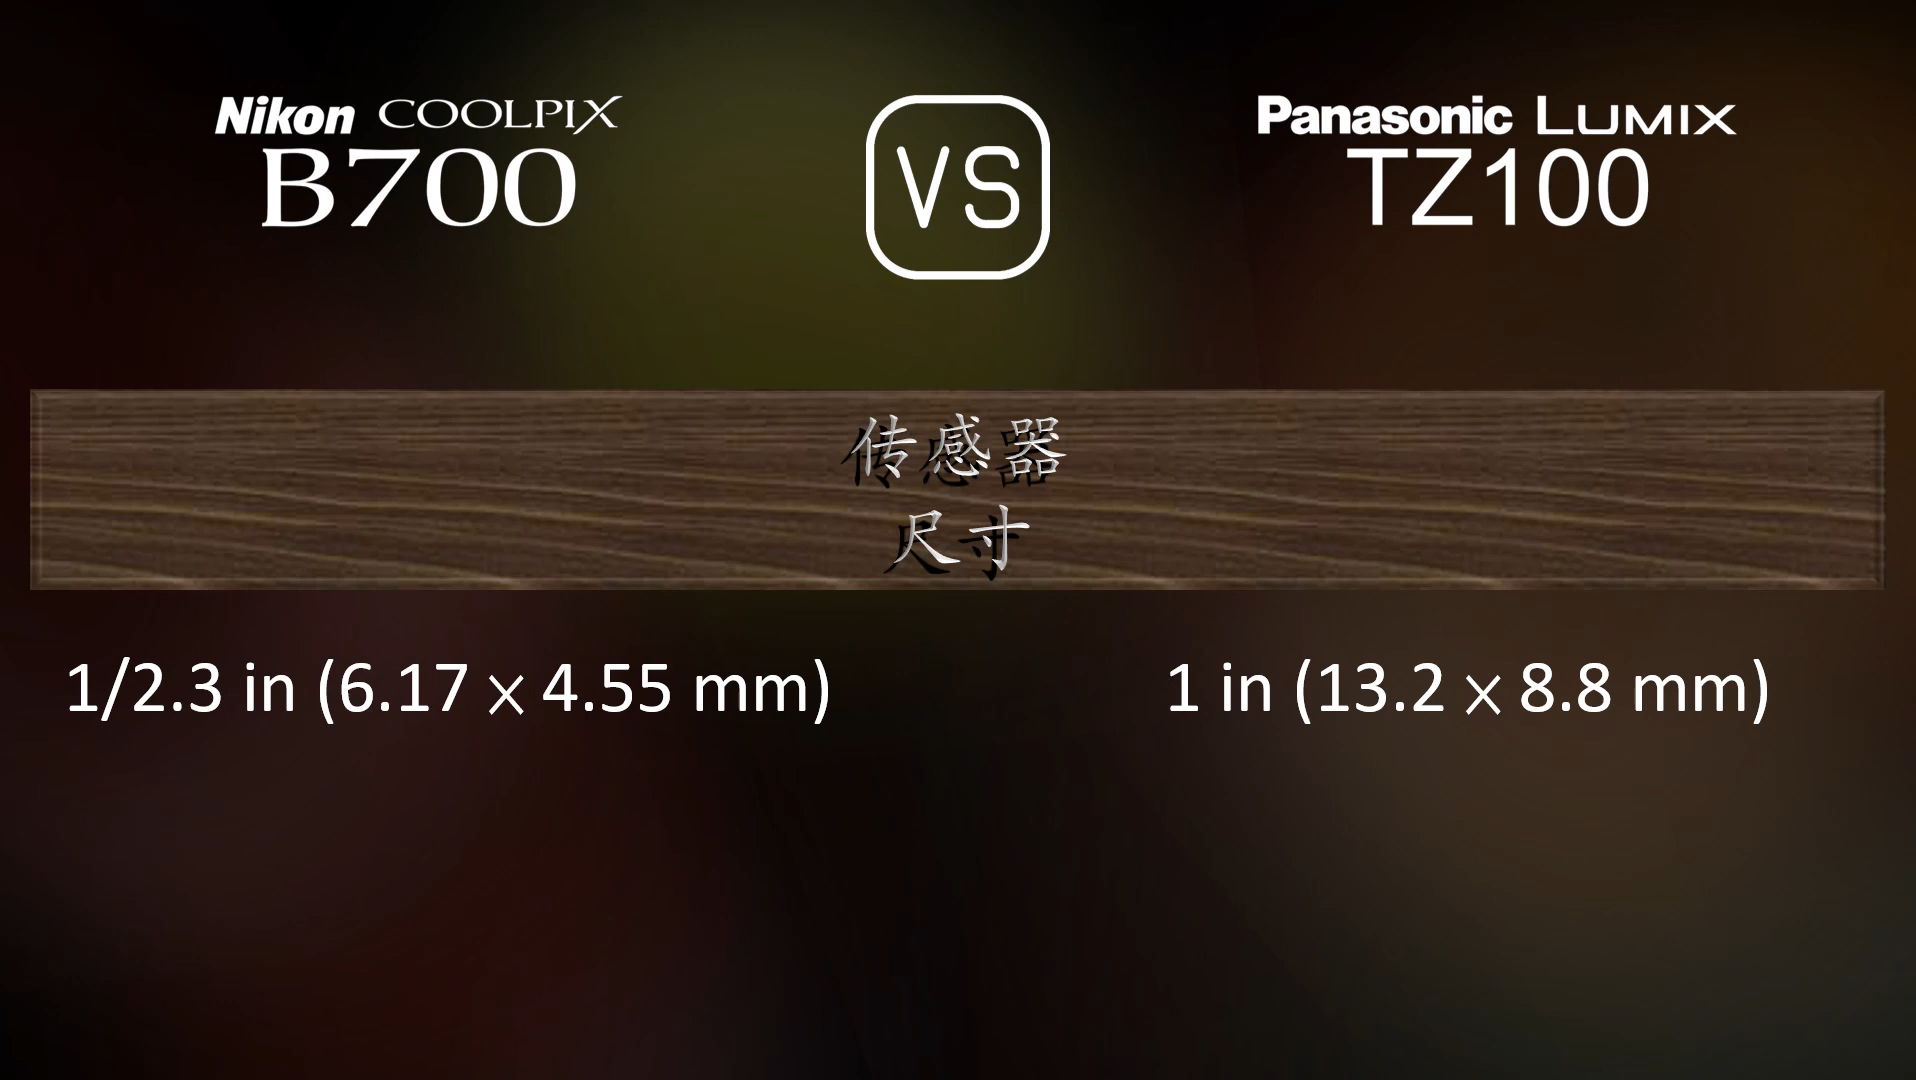 Nikon COOLPIX
B700
VS
Panasonic LUMIX
TZ100
传感器
尺寸
1/2.3 in (6.17 x 4.55 mm)
1 in (13.2 x 8.8 mm)